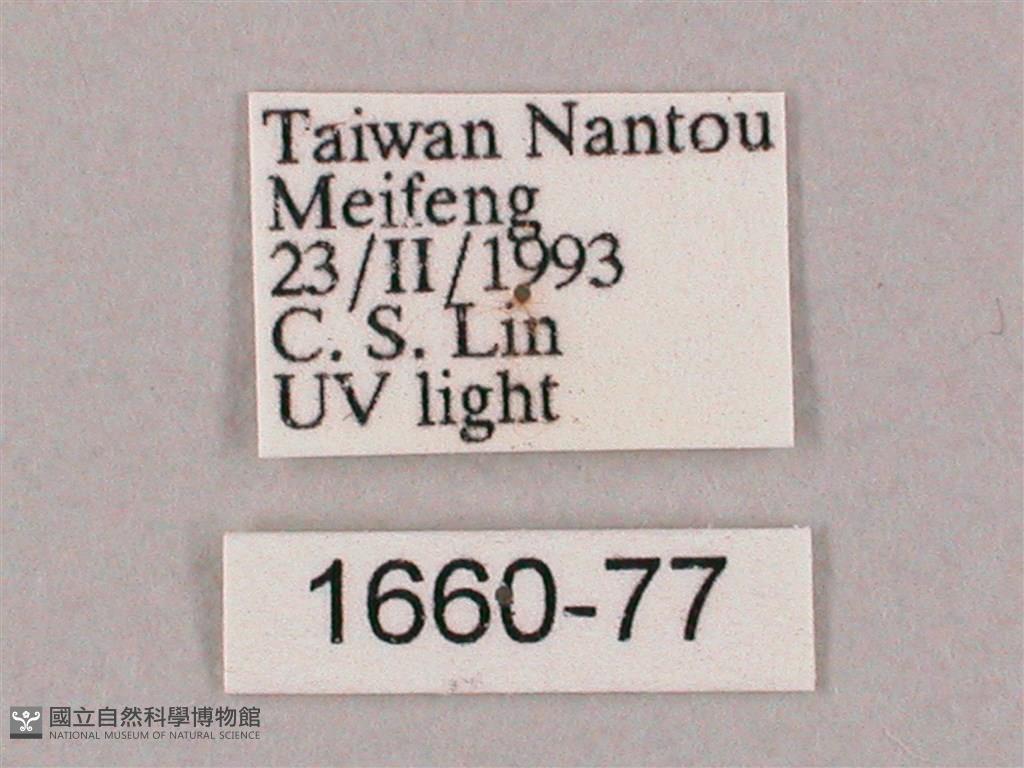 Taiwan Nantou
Meifeng
23/II/1993
C. S. Lin
UV light
1660-77
國立自然科學博物館
NATIONAL MUSEUM OF NATURAL SCIENCE